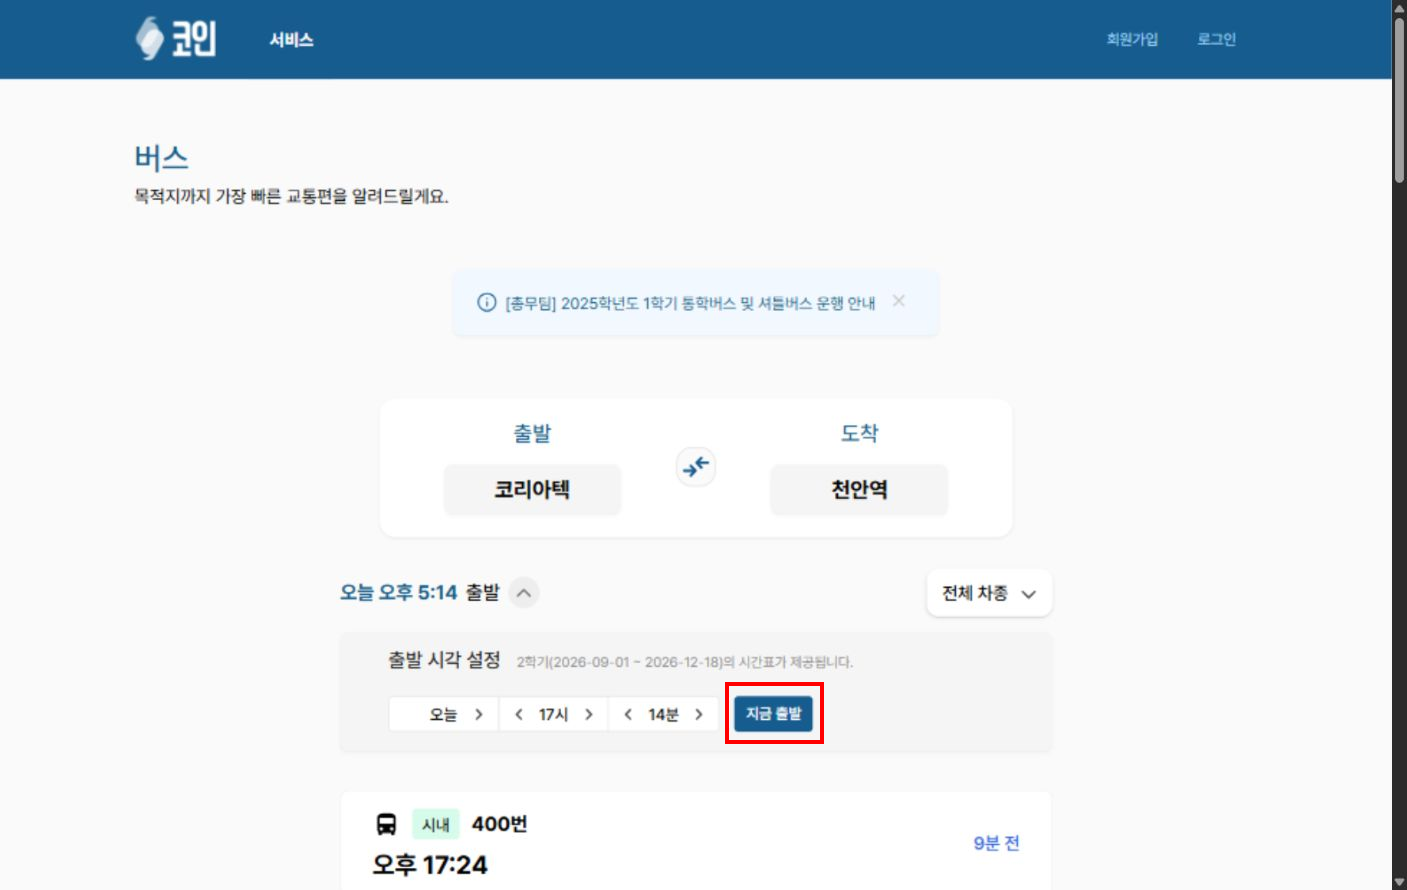 코인 서비스 회원가입 로그인
버스
목적지까지 가장 빠른 교통편을 알려드릴게요.
[총무팀] 2025학년도 1학기 통학버스 및 셔틀버스 운행 안내
출발 도착
코리아텍 천안역
오늘 오후 5:14 출발 전체 차종
출발 시각 설정 2학기(2026-09-01 ~ 2026-12-18)의 시간표가 제공됩니다.
오늘 17시 14분 지금 출발
시내 400번
9분 전
오후 17:24